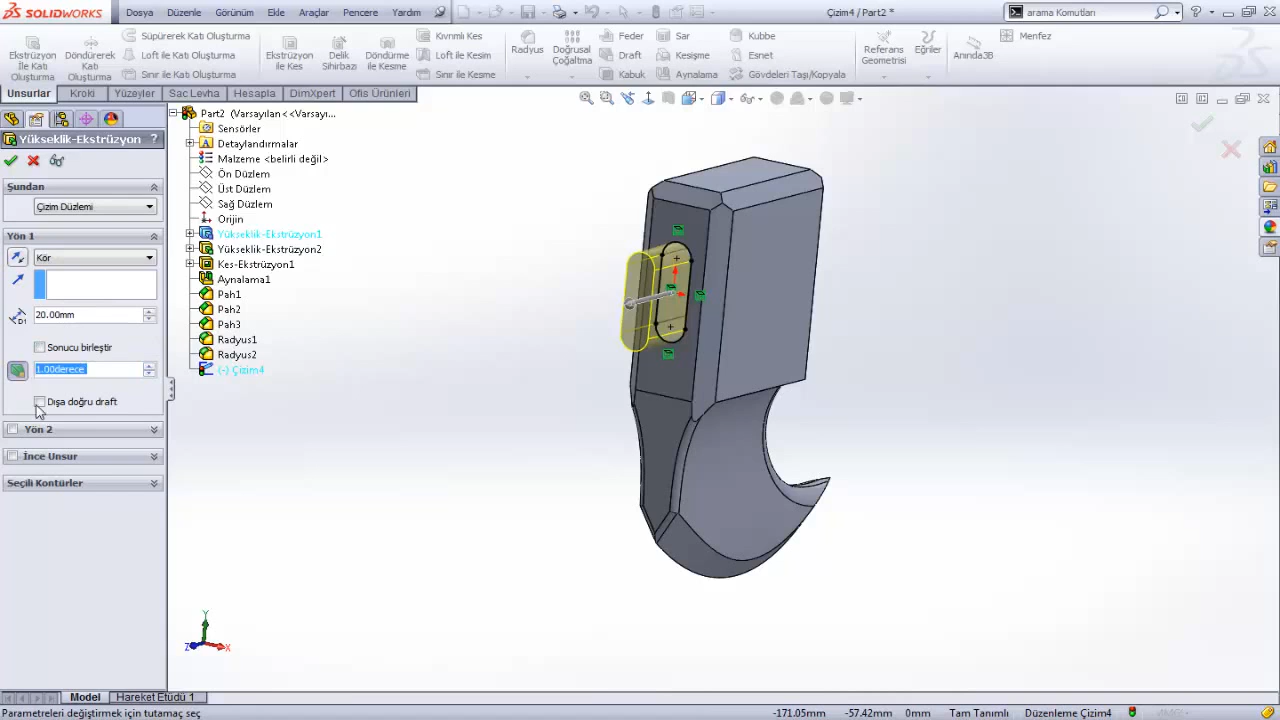 SOLIDWORKS
Dosya Düzenle Görünüm Ekle Araçlar Pencere Yardım
Çizim4 / Part2 *
arama Komutları
Ekstrüzyon İle Katı Oluşturma
Döndürerek Katı Oluşturma
Süpürerek Katı Oluşturma
Loft ile Katı Oluşturma
Sınır ile Katı Oluşturma
Ekstrüzyon ile Kes
Delik Sihirbazı
Döndürme ile Kesme
Kıvrımlı Kes
Loft ile Kesim
Sınır ile Kesme
Radyus
Doğrusal Çoğaltma
Feder
Draft
Kabuk
Sar
Kesişme
Aynalama
Kubbe
Esnet
Gövdeleri Taşı/Kopyala
Referans Geometrisi
Eğriler
Anında3B
Menfez
Unsurlar Kroki Yüzeyler Sac Levha Hesapla DimXpert Ofis Ürünleri
Yükseklik-Ekstrüzyon ?
Şundan
Çizim Düzlemi
Yön 1
Kör
D1
20.00mm
Sonucu birleştir
1.00derece
Dışa doğru draft
Yön 2
İnce Unsur
Seçili Kontürler
Part2 (Varsayılan<<Varsayı...
Sensörler
Detaylandırmalar
Malzeme <belirli değil>
Ön Düzlem
Üst Düzlem
Sağ Düzlem
Orijin
Yükseklik-Ekstrüzyon1
Yükseklik-Ekstrüzyon2
Kes-Ekstrüzyon1
Aynalama1
Pah1
Pah2
Pah3
Radyus1
Radyus2
(-) Çizim4
Y
Z X
Model Hareket Etüdü 1
Parametreleri değiştirmek için tutamaç seç
-171.05mm -57.42mm 0mm Tam Tanımlı Düzenleme Çizim4